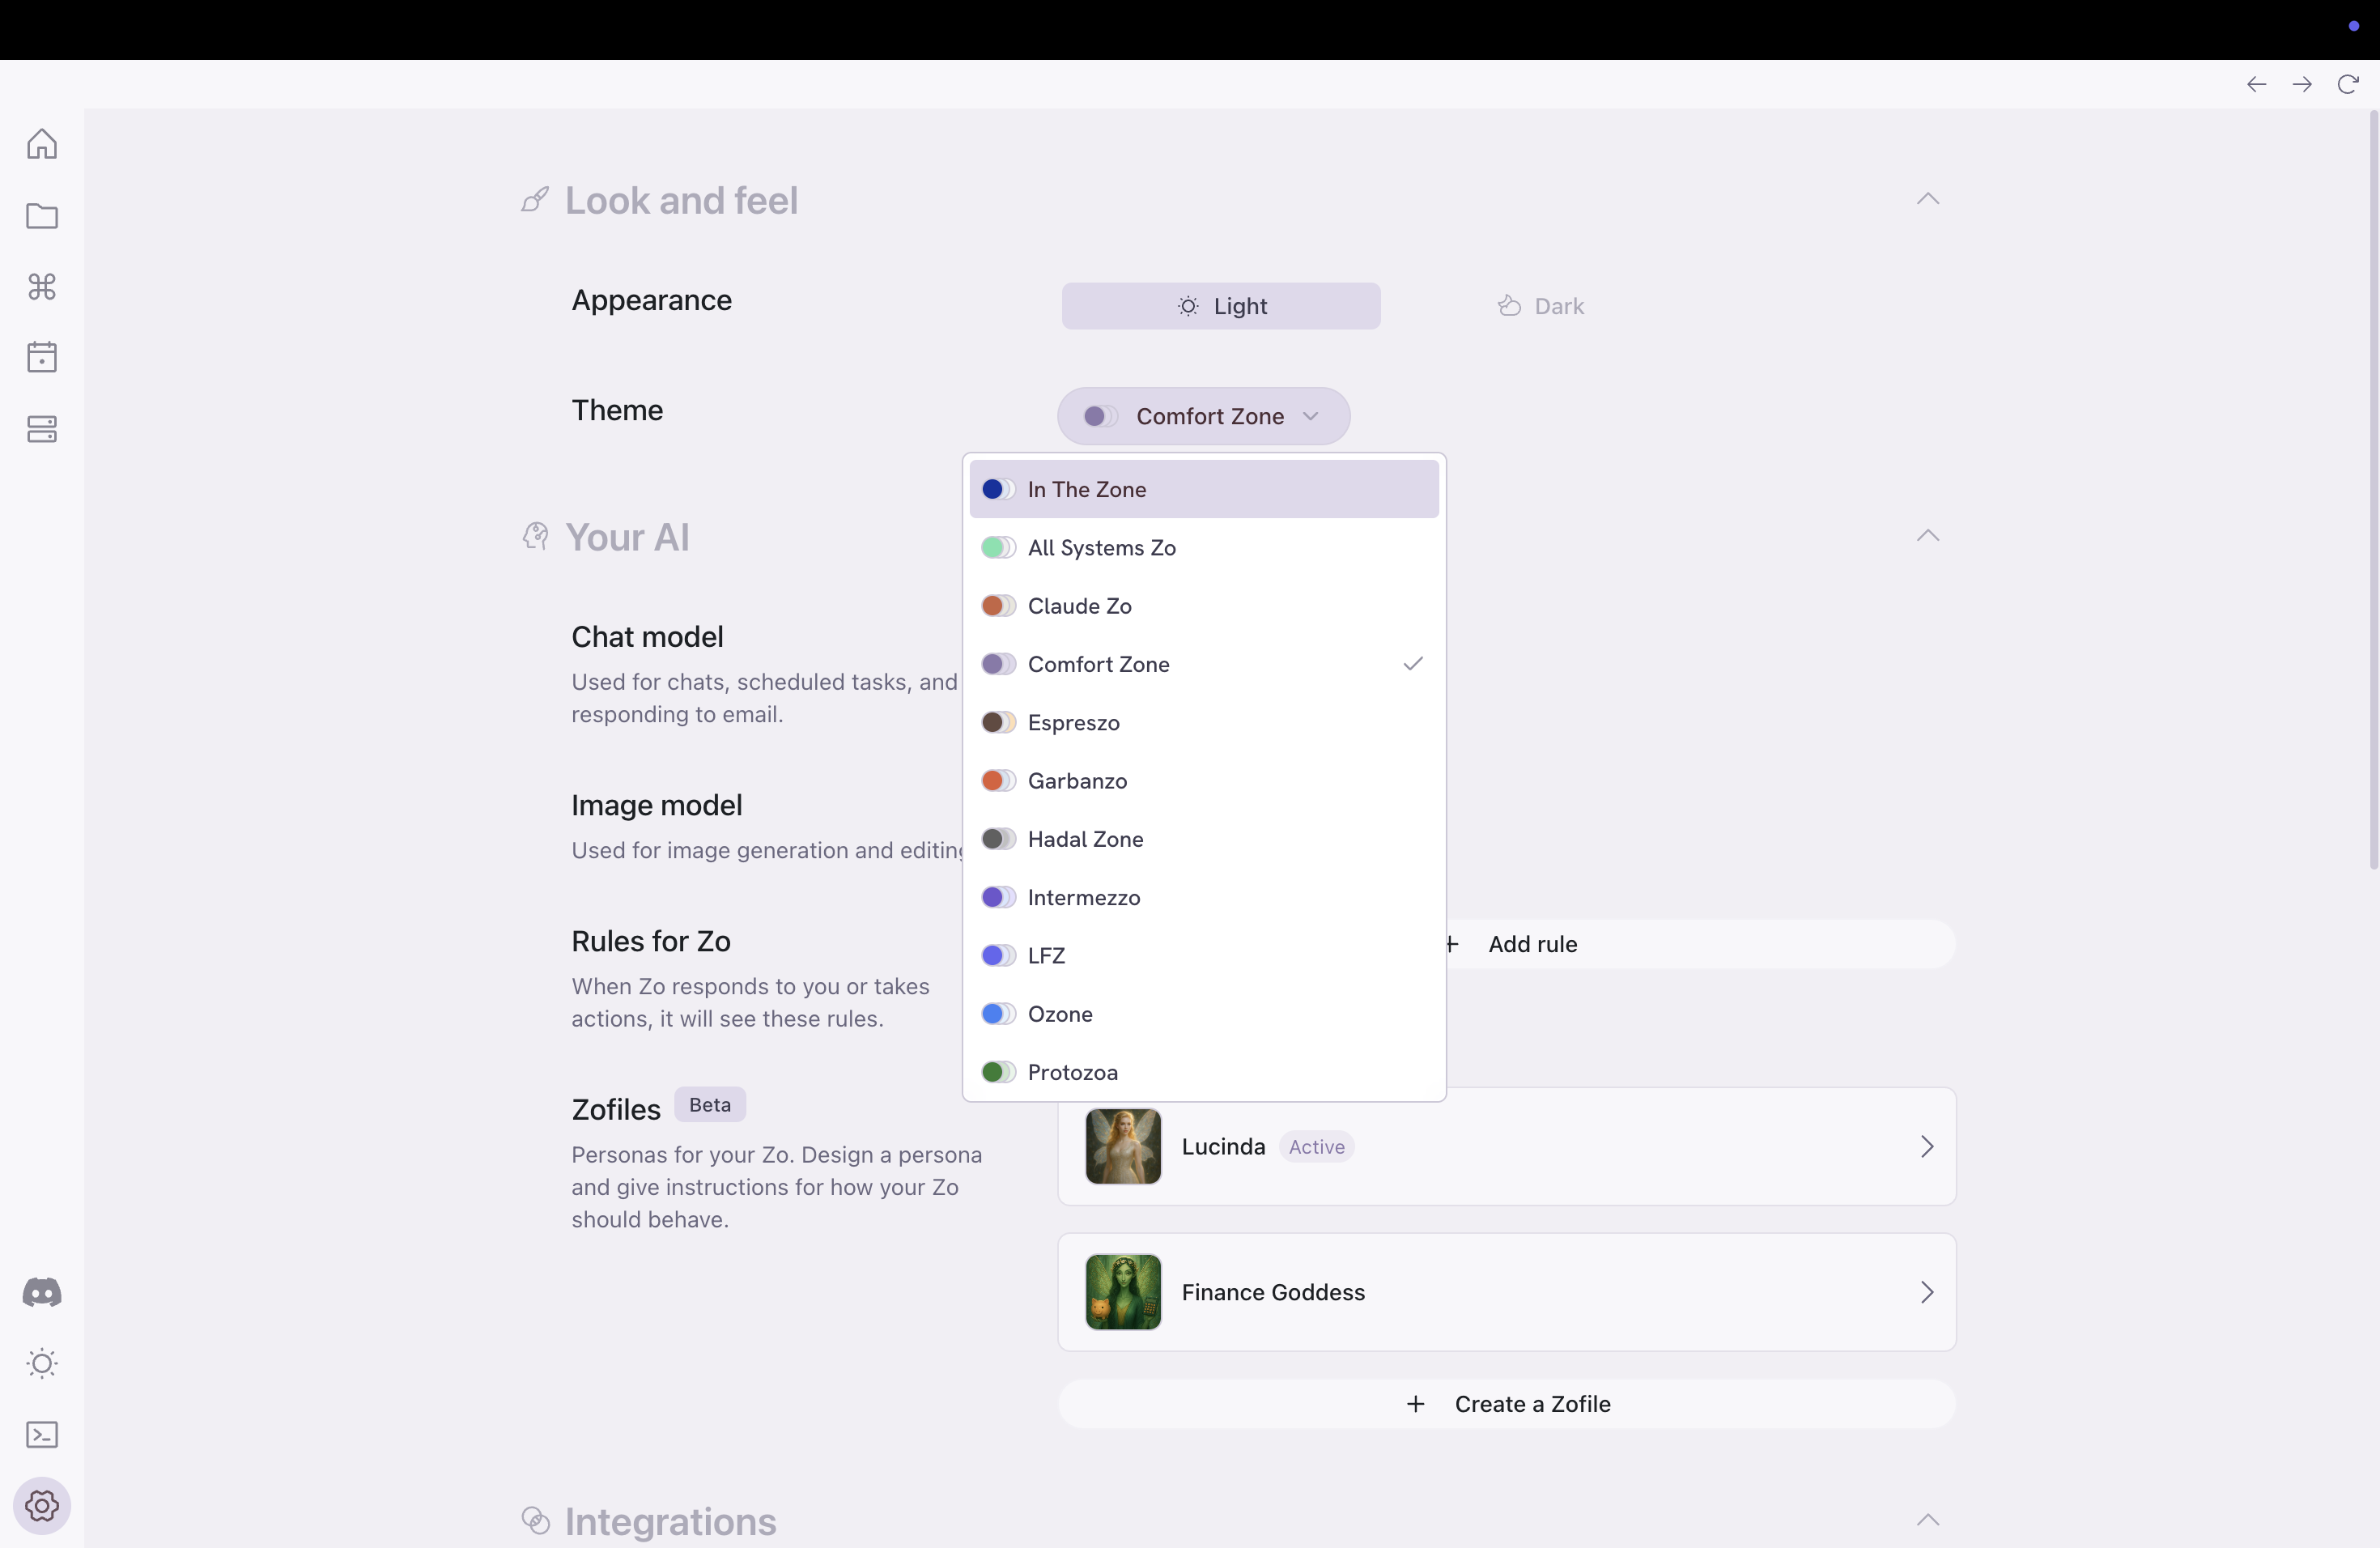 Look and feel
Appearance
Light
Dark
Theme
Comfort Zone
In The Zone
All Systems Zo
Claude Zo
Comfort Zone
Espreszo
Garbanzo
Hadal Zone
Intermezzo
LFZ
Ozone
Protozoa
Your AI
Chat model
Used for chats, scheduled tasks, and
responding to email.
Image model
Used for image generation and editing
Rules for Zo
When Zo responds to you or takes
actions, it will see these rules.
+ Add rule
Zofiles Beta
Personas for your Zo. Design a persona
and give instructions for how your Zo
should behave.
Lucinda Active
Finance Goddess
+ Create a Zofile
Integrations